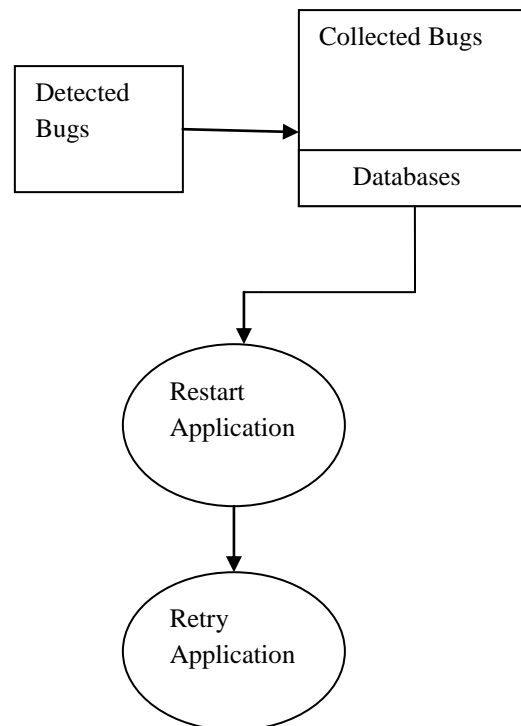 Collected Bugs
Detected
Bugs
Databases
Restart
Application
Retry
Application